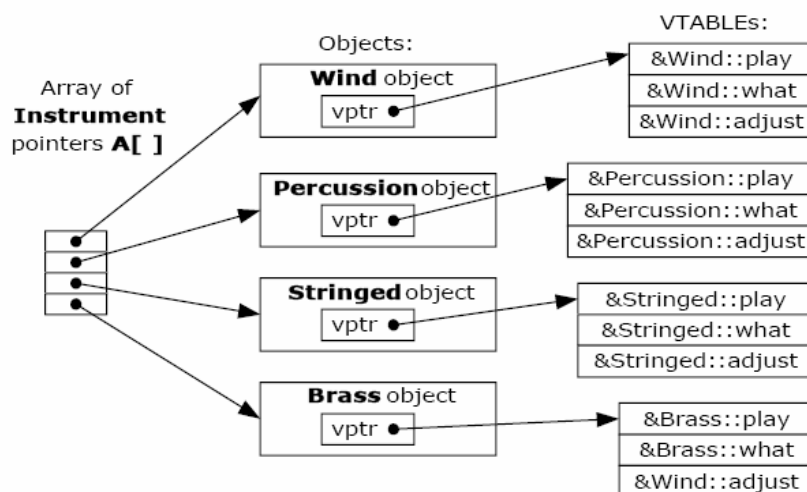 Array of
Instrument
pointers A[ ]
Objects:
Wind object
vptr
Percussion object
vptr
Stringed object
vptr
Brass object
vptr
VTABLEs:
&Wind::play
&Wind::what
&Wind::adjust
&Percussion::play
&Percussion::what
&Percussion::adjust
&Stringed::play
&Stringed::what
&Stringed::adjust
&Brass::play
&Brass::what
&Wind::adjust